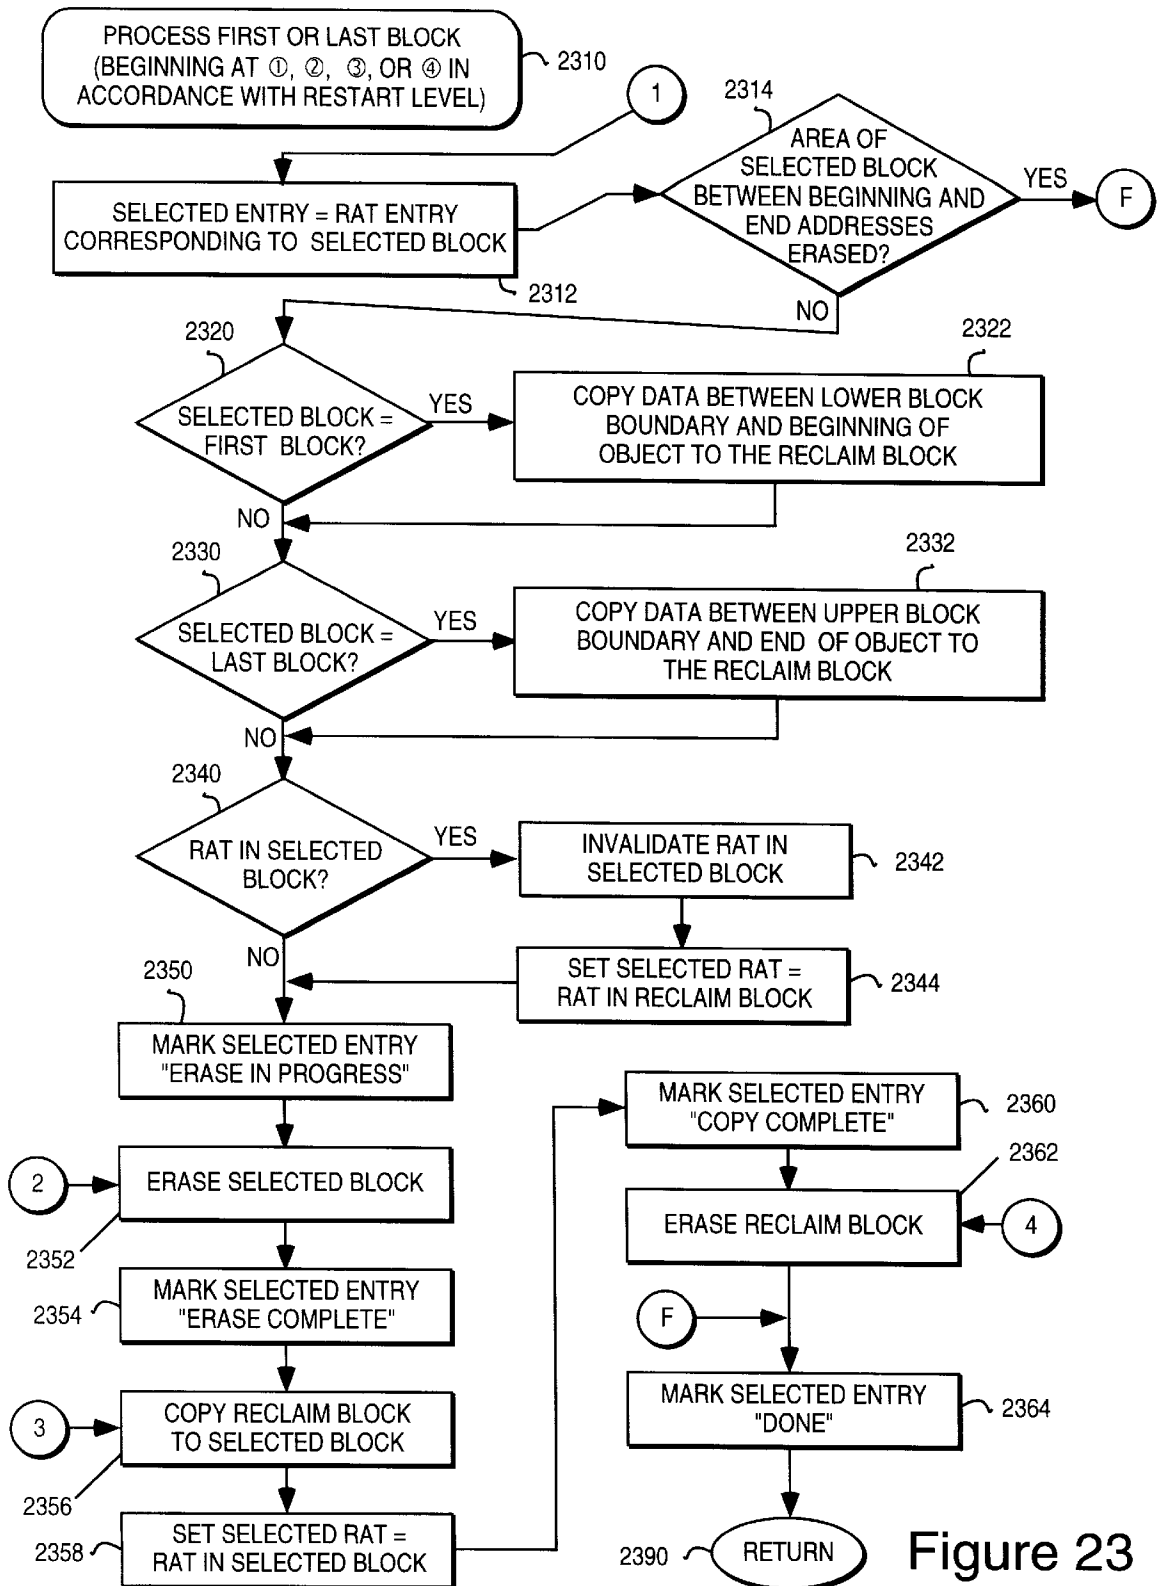 PROCESS FIRST OR LAST BLOCK
(BEGINNING AT ①, ②, ③, OR ④ IN
ACCORDANCE WITH RESTART LEVEL)
2310
1
2314
AREA OF
SELECTED BLOCK
BETWEEN BEGINNING AND
END ADDRESSES
ERASED?
YES
F
SELECTED ENTRY = RAT ENTRY
CORRESPONDING TO SELECTED BLOCK
2312
NO
2320
SELECTED BLOCK =
FIRST BLOCK?
YES
2322
COPY DATA BETWEEN LOWER BLOCK
BOUNDARY AND BEGINNING OF
OBJECT TO THE RECLAIM BLOCK
NO
2330
SELECTED BLOCK =
LAST BLOCK?
YES
2332
COPY DATA BETWEEN UPPER BLOCK
BOUNDARY AND END OF OBJECT TO
THE RECLAIM BLOCK
NO
2340
RAT IN SELECTED
BLOCK?
YES
INVALIDATE RAT IN
SELECTED BLOCK
2342
NO
SET SELECTED RAT =
RAT IN RECLAIM BLOCK
2344
2350
MARK SELECTED ENTRY
"ERASE IN PROGRESS"
2
ERASE SELECTED BLOCK
2352
MARK SELECTED ENTRY
"ERASE COMPLETE"
2354
3
COPY RECLAIM BLOCK
TO SELECTED BLOCK
2356
SET SELECTED RAT =
RAT IN SELECTED BLOCK
2358
MARK SELECTED ENTRY
"COPY COMPLETE"
2360
2362
ERASE RECLAIM BLOCK
4
F
MARK SELECTED ENTRY
"DONE"
2364
RETURN
2390
Figure 23